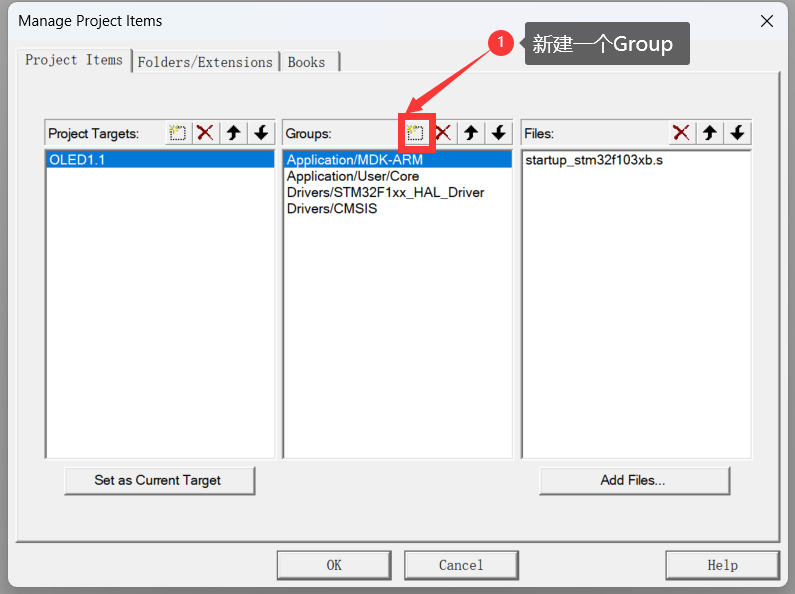 Manage Project Items
1
新建一个Group
Project Items
Folders/Extensions
Books
Project Targets:
Groups:
Files:
OLED1.1
Application/MDK-ARM
Application/User/Core
Drivers/STM32F1xx_HAL_Driver
Drivers/CMSIS
startup_stm32f103xb.s
Set as Current Target
Add Files...
OK
Cancel
Help